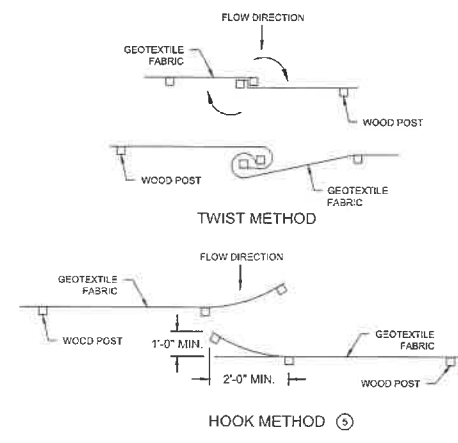 FLOW DIRECTION
GEOTEXTILE
FABRIC
WOOD POST
WOOD POST
GEOTEXTILE
FABRIC
TWIST METHOD
FLOW DIRECTION
GEOTEXTILE
FABRIC
WOOD POST
1'-0" MIN.
GEOTEXTILE
FABRIC
2'-0" MIN.
WOOD POST
HOOK METHOD 5